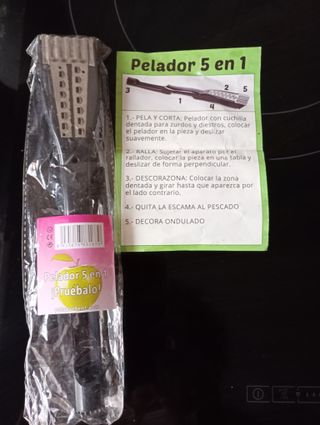 Pelador 5 en 1
3
1
2
5
4
1.- PELA Y CORTA: Pelador con cuchilla
dentada para zurdos y diestros, colocar
el pelador en la pieza y deslizar
suavemente.
2.- RALLA: Sujetar el aparato por el
rallador, colocar la pieza en una tabla y
deslizar de forma perpendicular.
3.- DESCORAZONA: Colocar la zona
dentada y girar hasta que aparezca por
el lado contrario.
4.- QUITA LA ESCAMA AL PESCADO
5.- DECORA ONDULADO
Pelador 5 en 1
¡Pruébalo!